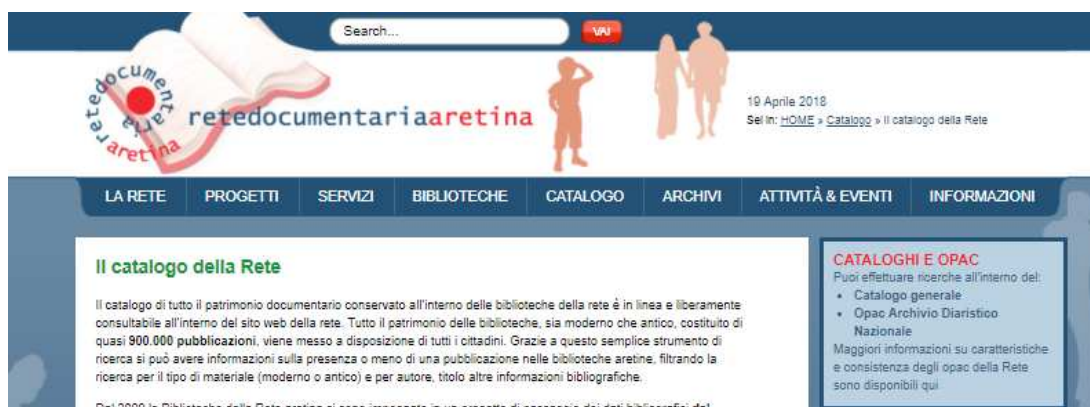 Search...
VAI
retedocumentaria
aretina
retedocumentariaaretina
19 Aprile 2018
Sei in: HOME » Catalogo » Il catalogo della Rete
LA RETE PROGETTI SERVIZI BIBLIOTECHE CATALOGO ARCHIVI ATTIVITÀ & EVENTI INFORMAZIONI
Il catalogo della Rete
Il catalogo di tutto il patrimonio documentario conservato all'interno delle biblioteche della rete è in linea e liberamente
consultabile all'interno del sito web della rete. Tutto il patrimonio delle biblioteche, sia moderno che antico, costituito di
quasi 900.000 pubblicazioni, viene messo a disposizione di tutti i cittadini. Grazie a questo semplice strumento di
ricerca si può avere informazioni sulla presenza o meno di una pubblicazione nelle biblioteche aretine, filtrando la
ricerca per il tipo di materiale (moderno o antico) e per autore, titolo altre informazioni bibliografiche.
CATALOGHI E OPAC
Puoi effettuare ricerche all'interno del:
• Catalogo generale
• Opac Archivio Diaristico
Nazionale
Maggiori informazioni su caratteristiche
e consistenza degli opac della Rete
sono disponibili qui